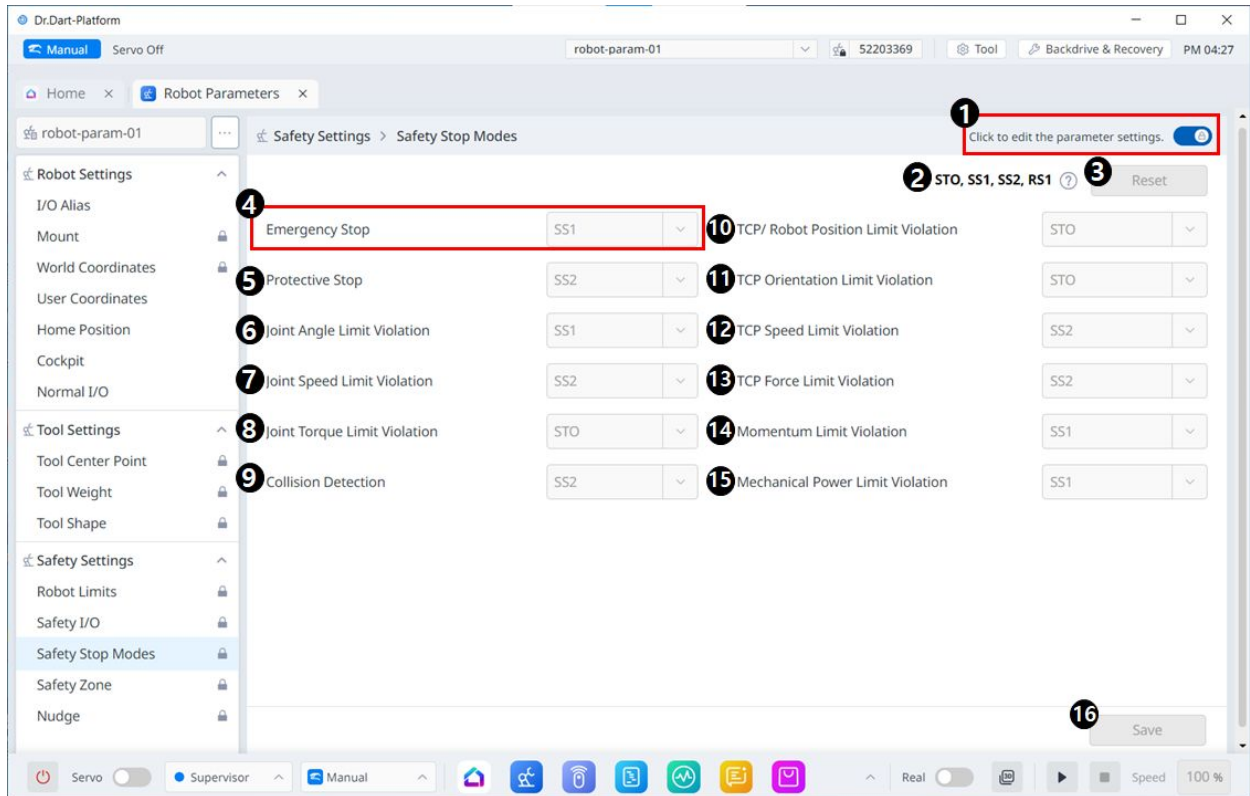 Dr.Dart-Platform
Manual Servo Off robot-param-01 52203369 Tool Backdrive & Recovery PM 04:27
Home × Robot Parameters ×
robot-param-01 ... Safety Settings > Safety Stop Modes 1 Click to edit the parameter settings.
2 STO, SS1, SS2, RS1 ? 3 Reset
Robot Settings
I/O Alias
Mount
World Coordinates
User Coordinates
Home Position
Cockpit
Normal I/O
Tool Settings
Tool Center Point
Tool Weight
Tool Shape
Safety Settings
Robot Limits
Safety I/O
Safety Stop Modes
Safety Zone
Nudge
4 Emergency Stop SS1
5 Protective Stop SS2
6 Joint Angle Limit Violation SS1
7 Joint Speed Limit Violation SS2
8 Joint Torque Limit Violation STO
9 Collision Detection SS2
10 TCP/ Robot Position Limit Violation STO
11 TCP Orientation Limit Violation STO
12 TCP Speed Limit Violation SS2
13 TCP Force Limit Violation SS2
14 Momentum Limit Violation SS1
15 Mechanical Power Limit Violation SS1
16 Save
Servo Supervisor Manual Real 3D Speed 100 %